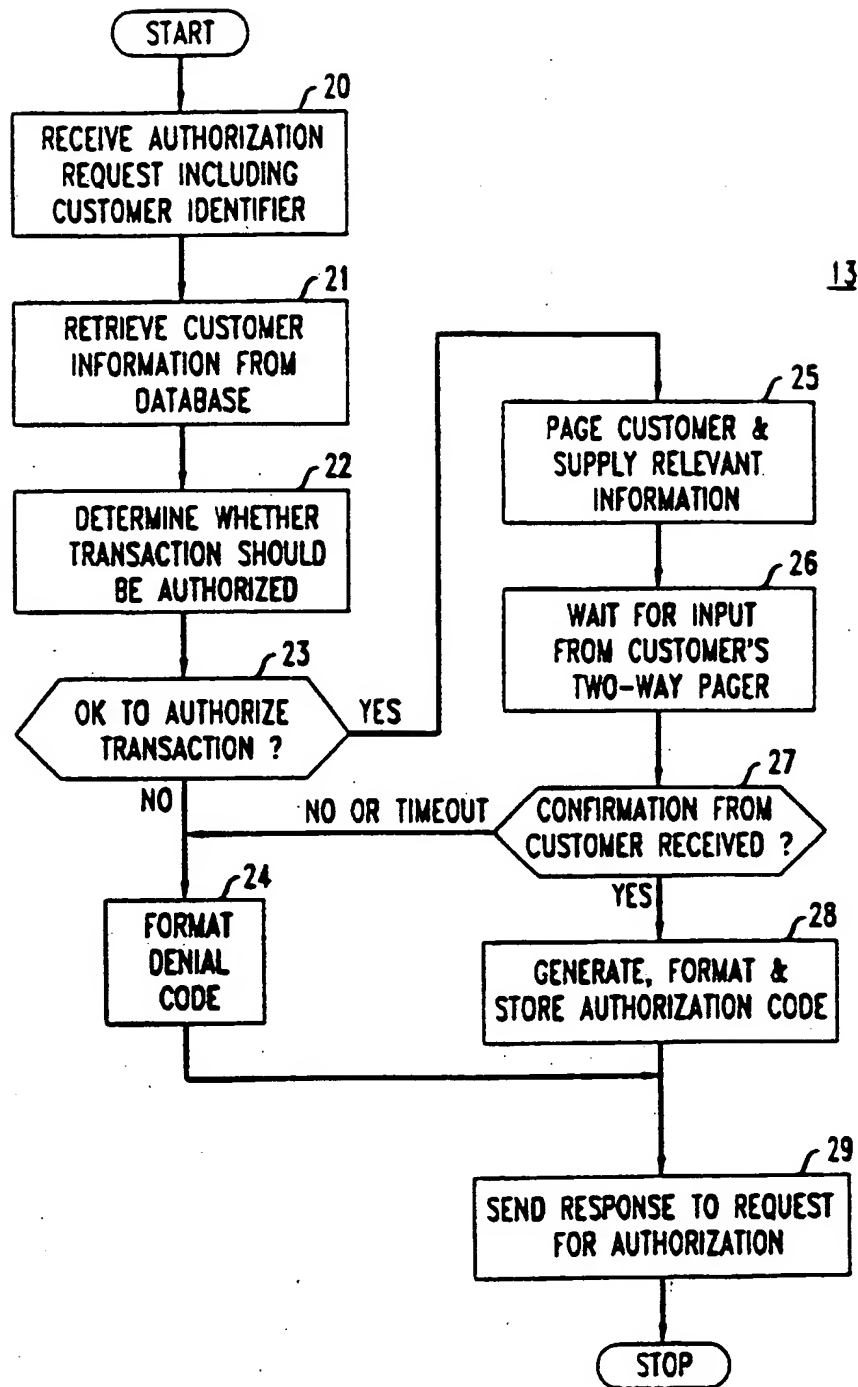 START
20
RECEIVE AUTHORIZATION
REQUEST INCLUDING
CUSTOMER IDENTIFIER
21
RETRIEVE CUSTOMER
INFORMATION FROM
DATABASE
22
DETERMINE WHETHER
TRANSACTION SHOULD
BE AUTHORIZED
23
OK TO AUTHORIZE
TRANSACTION ?
YES
NO
24
FORMAT
DENIAL
CODE
13
25
PAGE CUSTOMER &
SUPPLY RELEVANT
INFORMATION
26
WAIT FOR INPUT
FROM CUSTOMER'S
TWO-WAY PAGER
27
CONFIRMATION FROM
CUSTOMER RECEIVED ?
NO OR TIMEOUT
YES
28
GENERATE, FORMAT &
STORE AUTHORIZATION CODE
29
SEND RESPONSE TO REQUEST
FOR AUTHORIZATION
STOP